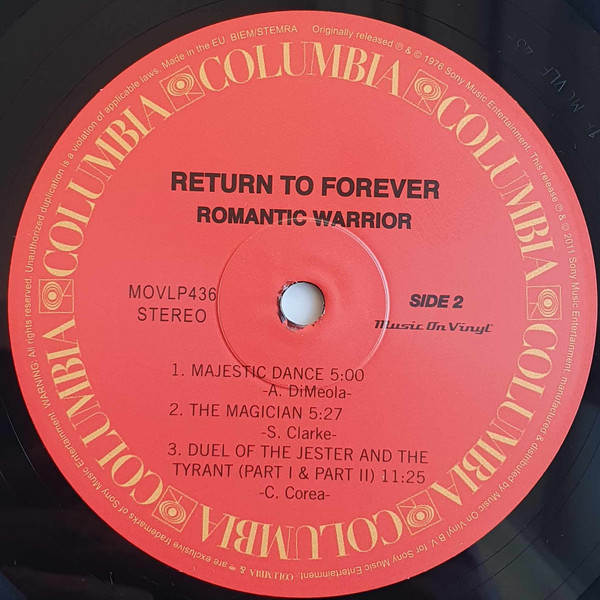 Made in the EU. BIEM/STEMRA Originally released ℗ & © 1976 Sony Music Entertainment. This release ℗ & © 2011 Sony Music Entertainment, manufactured & distributed by Music On Vinyl B.V. for Sony Music Entertainment.
COLUMBIA & are exclusive trademarks of Sony Music Entertainment. WARNING: All rights reserved. Unauthorized duplication is a violation of applicable laws.
COLUMBIA
COLUMBIA
COLUMBIA
COLUMBIA
COLUMBIA
COLUMBIA
COLUMBIA
COLUMBIA
RETURN TO FOREVER
ROMANTIC WARRIOR
MOVLP436
STEREO
SIDE 2
Music On Vinyl
1. MAJESTIC DANCE 5:00
-A. DiMeola-
2. THE MAGICIAN 5:27
-S. Clarke-
3. DUEL OF THE JESTER AND THE
TYRANT (PART I & PART II) 11:25
-C. Corea-